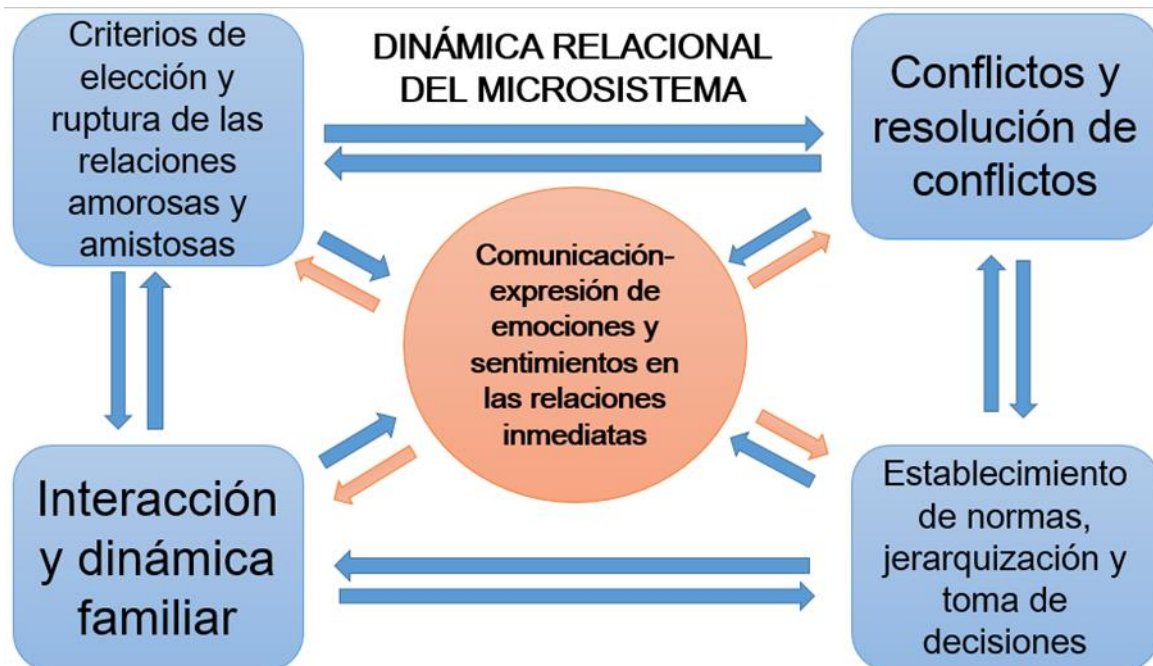 Criterios de
elección y
ruptura de las
relaciones
amorosas y
amistosas
DINÁMICA RELACIONAL
DEL MICROSISTEMA
Conflictos y
resolución de
conflictos
Comunicación-
expresión de
emociones y
sentimientos en
las relaciones
inmediatas
Interacción
y dinámica
familiar
Establecimiento
de normas,
jerarquización y
toma de
decisiones